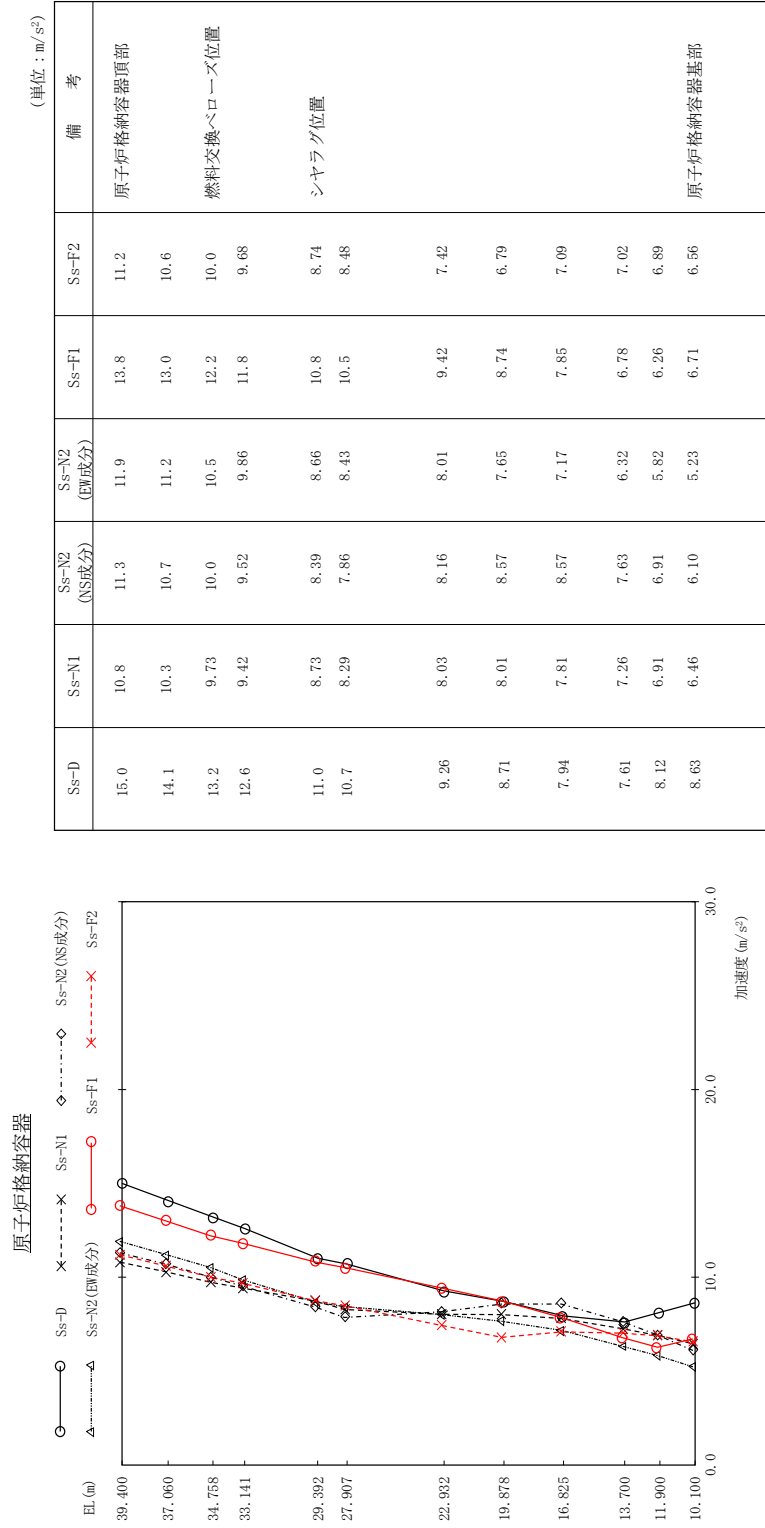 原子炉格納容器
Ss-D Ss-N1 Ss-N2(NS成分)
Ss-N2(EW成分) Ss-F1 Ss-F2
EL(m)
39.400
37.060
34.758
33.141
29.392
27.907
22.932
19.878
16.825
13.700
11.900
10.100
0.0 10.0 20.0 30.0
加速度(m/s²)
(単位：m/s²)
Ss-D Ss-N1 Ss-N2(NS成分) Ss-N2(EW成分) Ss-F1 Ss-F2 備 考
15.0 10.8 11.3 11.9 13.8 11.2 原子炉格納容器頂部
14.1 10.3 10.7 11.2 13.0 10.6
13.2 9.73 10.0 10.5 12.2 10.0 燃料交換ベローズ位置
12.6 9.42 9.52 9.86 11.8 9.68
11.0 8.73 8.39 8.66 10.8 8.74 シヤラグ位置
10.7 8.29 7.86 8.43 10.5 8.48
9.26 8.03 8.16 8.01 9.42 7.42
8.71 8.01 8.57 7.65 8.74 6.79
7.94 7.81 8.57 7.17 7.85 7.09
7.61 7.26 7.63 6.32 6.78 7.02
8.12 6.91 6.91 5.82 6.26 6.89
8.63 6.46 6.10 5.23 6.71 6.56 原子炉格納容器基部